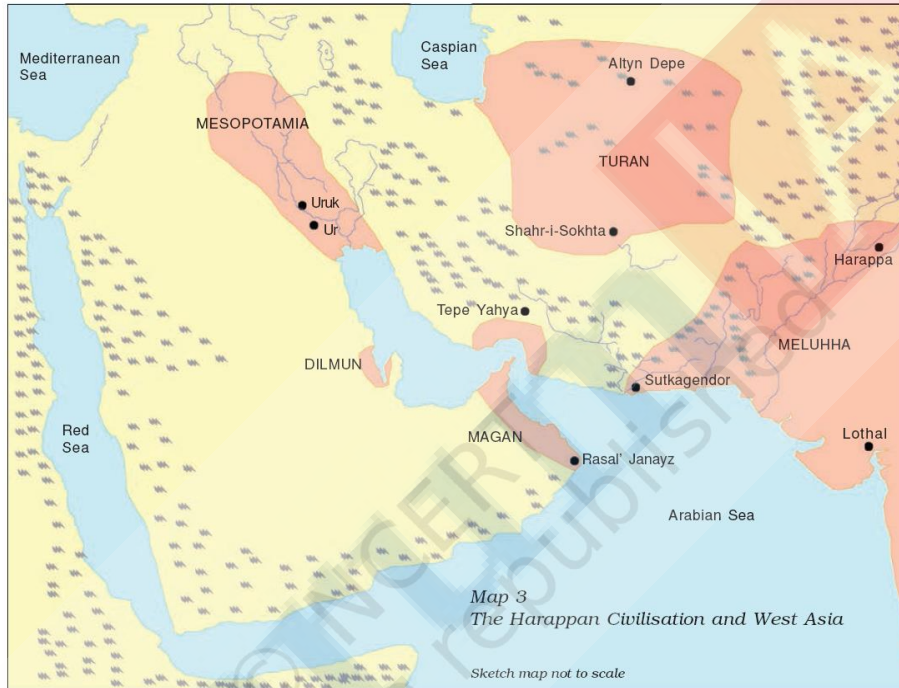 Mediterranean
Sea
Caspian
Sea
Altyn Depe
MESOPOTAMIA
TURAN
Uruk
Ur
Shahr-i-Sokhta
Harappa
Tepe Yahya
MELUHHA
DILMUN
Sutkagendor
Red
Sea
MAGAN
Lothal
Rasal' Janayz
Arabian Sea
Map 3
The Harappan Civilisation and West Asia
Sketch map not to scale
© NCERT
republished